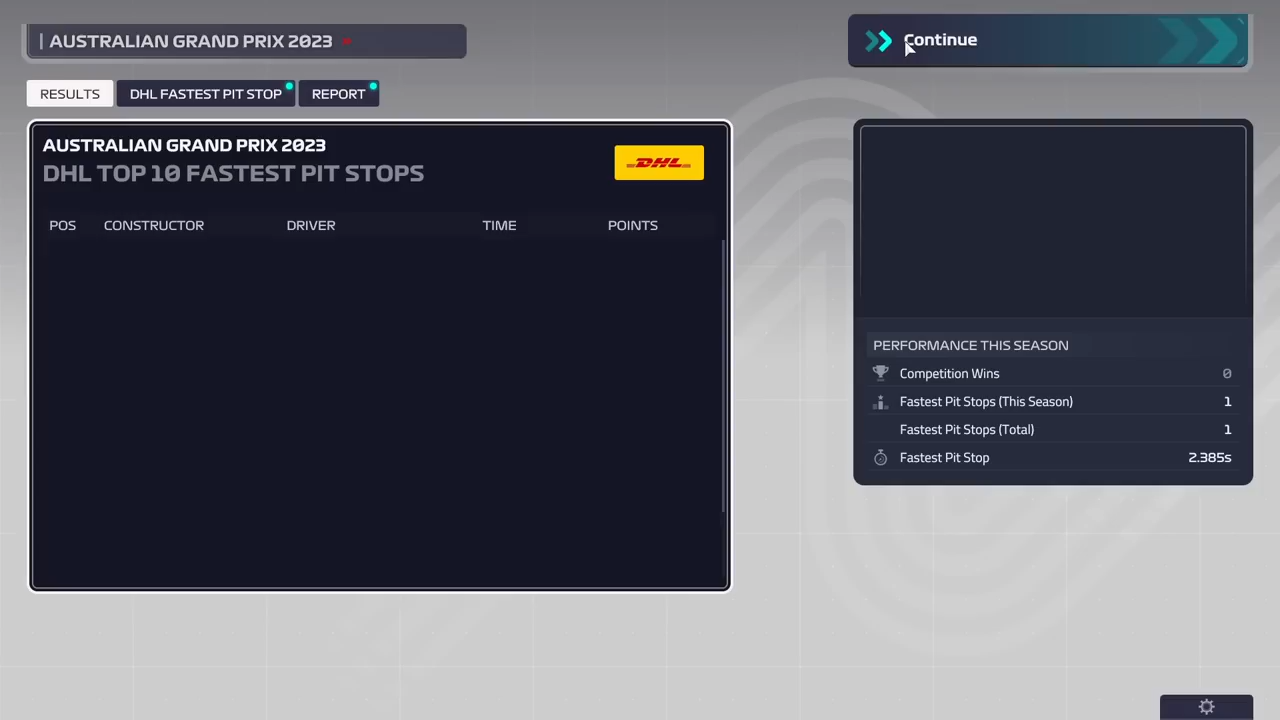 AUSTRALIAN GRAND PRIX 2023
Continue
RESULTS
DHL FASTEST PIT STOP
REPORT
AUSTRALIAN GRAND PRIX 2023
DHL TOP 10 FASTEST PIT STOPS
DHL
POS CONSTRUCTOR DRIVER TIME POINTS
PERFORMANCE THIS SEASON
Competition Wins 0
Fastest Pit Stops (This Season) 1
Fastest Pit Stops (Total) 1
Fastest Pit Stop 2.385s